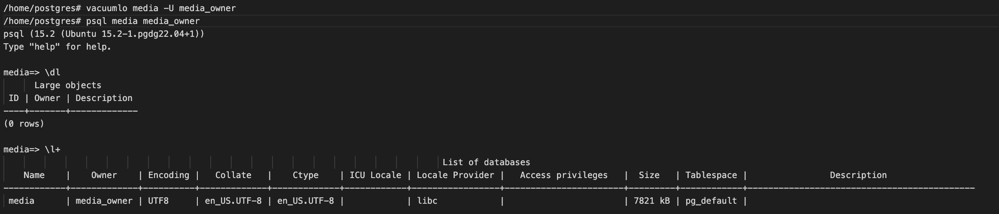 /home/postgres# vacuumlo media -U media_owner
/home/postgres# psql media media_owner
psql (15.2 (Ubuntu 15.2-1.pgdg22.04+1))
Type "help" for help.
media=> \dl
Large objects
ID | Owner | Description
----+-------+-------------
(0 rows)
media=> \l+
List of databases
Name | Owner | Encoding | Collate | Ctype | ICU Locale | Locale Provider | Access privileges | Size | Tablespace | Description
------------+-------------+----------+-------------+-------------+------------+-----------------+-----------------------+---------+------------+--------------------------------------------
media | media_owner | UTF8 | en_US.UTF-8 | en_US.UTF-8 | | libc | | 7821 kB | pg_default |